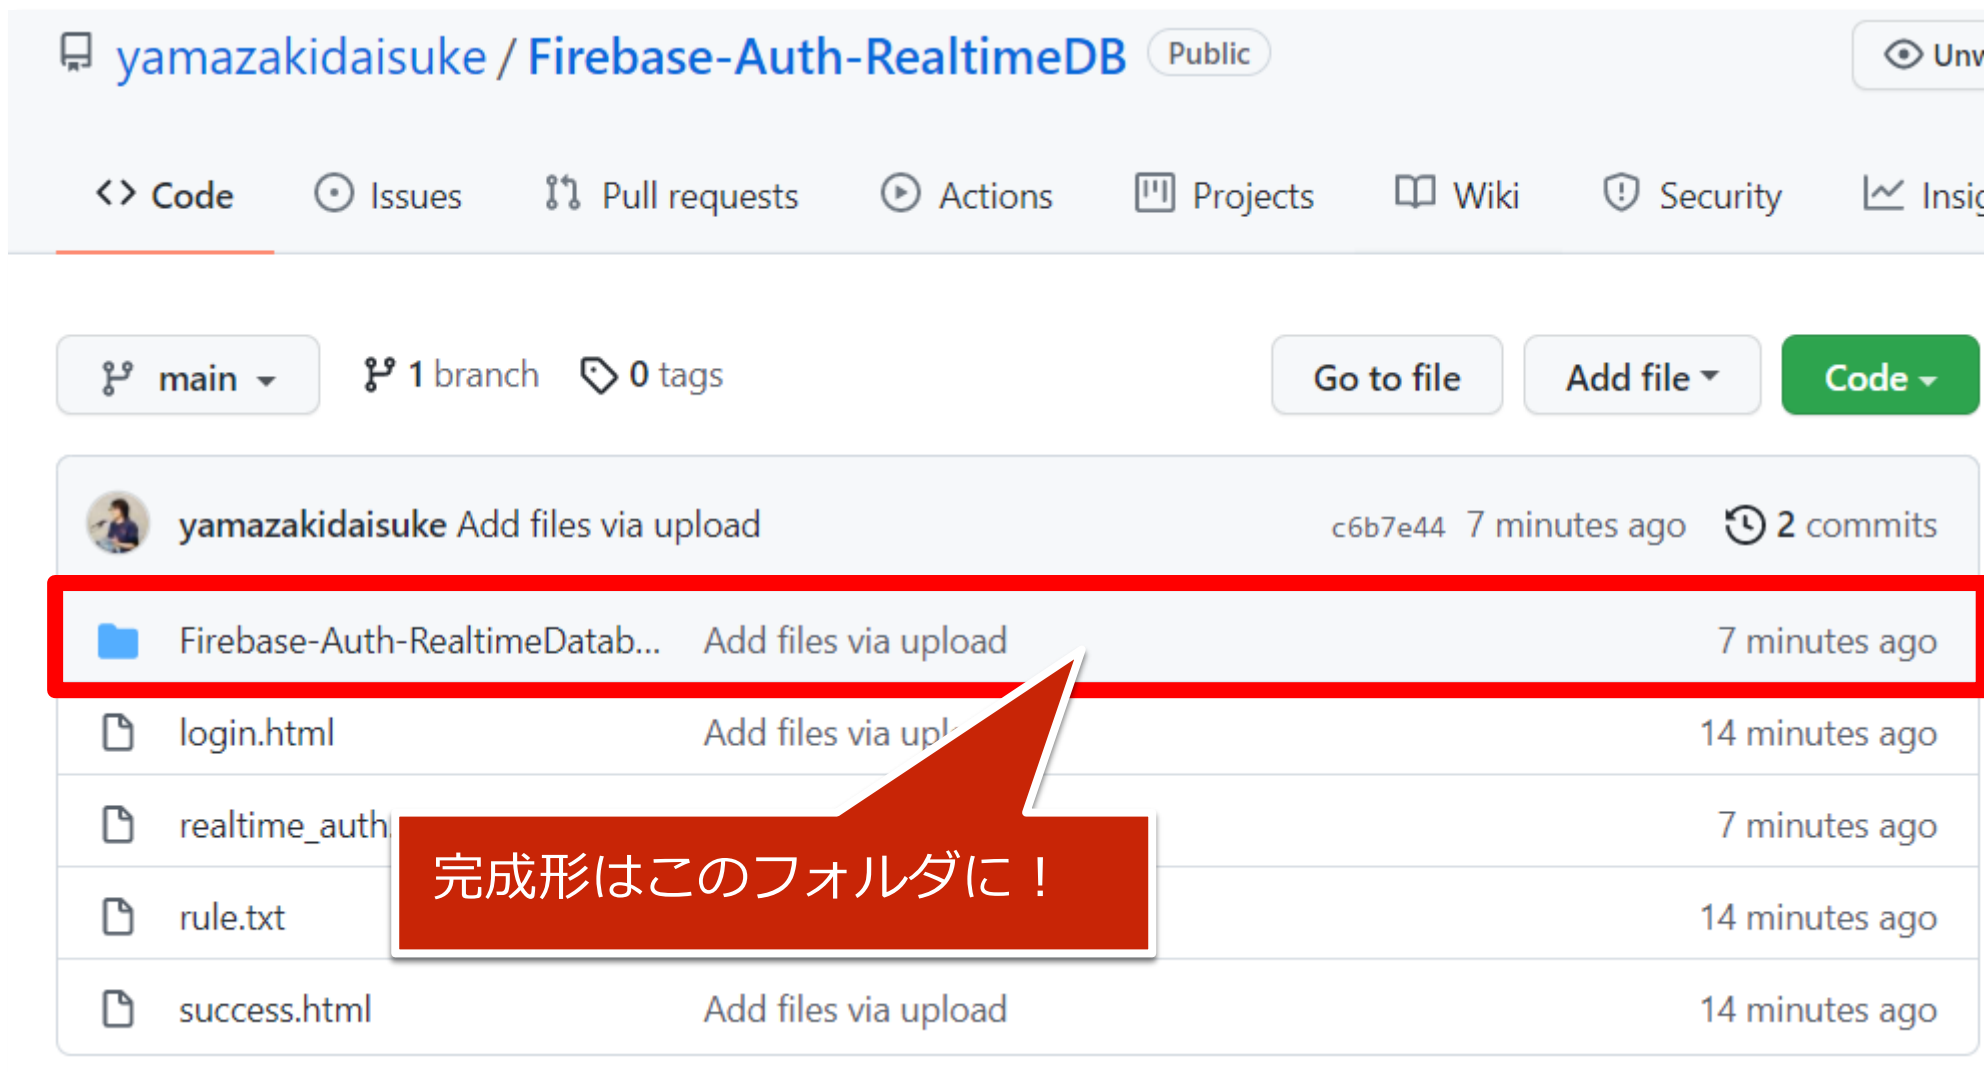 yamazakidaisuke / Firebase-Auth-RealtimeDB Public
Code Issues Pull requests Actions Projects Wiki Security
main 1 branch 0 tags Go to file Add file Code
yamazakidaisuke Add files via upload c6b7e44 7 minutes ago 2 commits
Firebase-Auth-RealtimeDatab... Add files via upload 7 minutes ago
login.html Add files via 14 minutes ago
realtime_auth 7 minutes ago
完成形はこのフォルダに！
rule.txt 14 minutes ago
success.html Add files via upload 14 minutes ago